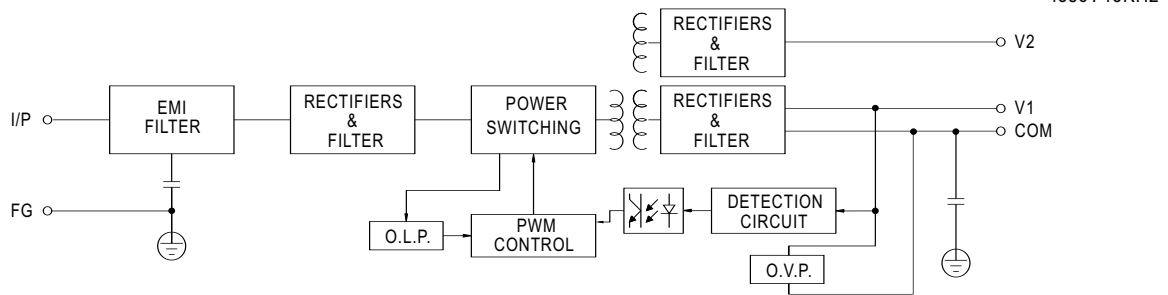 RECTIFIERS
&
FILTER
V2
I/P
EMI
FILTER
RECTIFIERS
&
FILTER
POWER
SWITCHING
RECTIFIERS
&
FILTER
V1
COM
FG
O.L.P.
PWM
CONTROL
DETECTION
CIRCUIT
O.V.P.